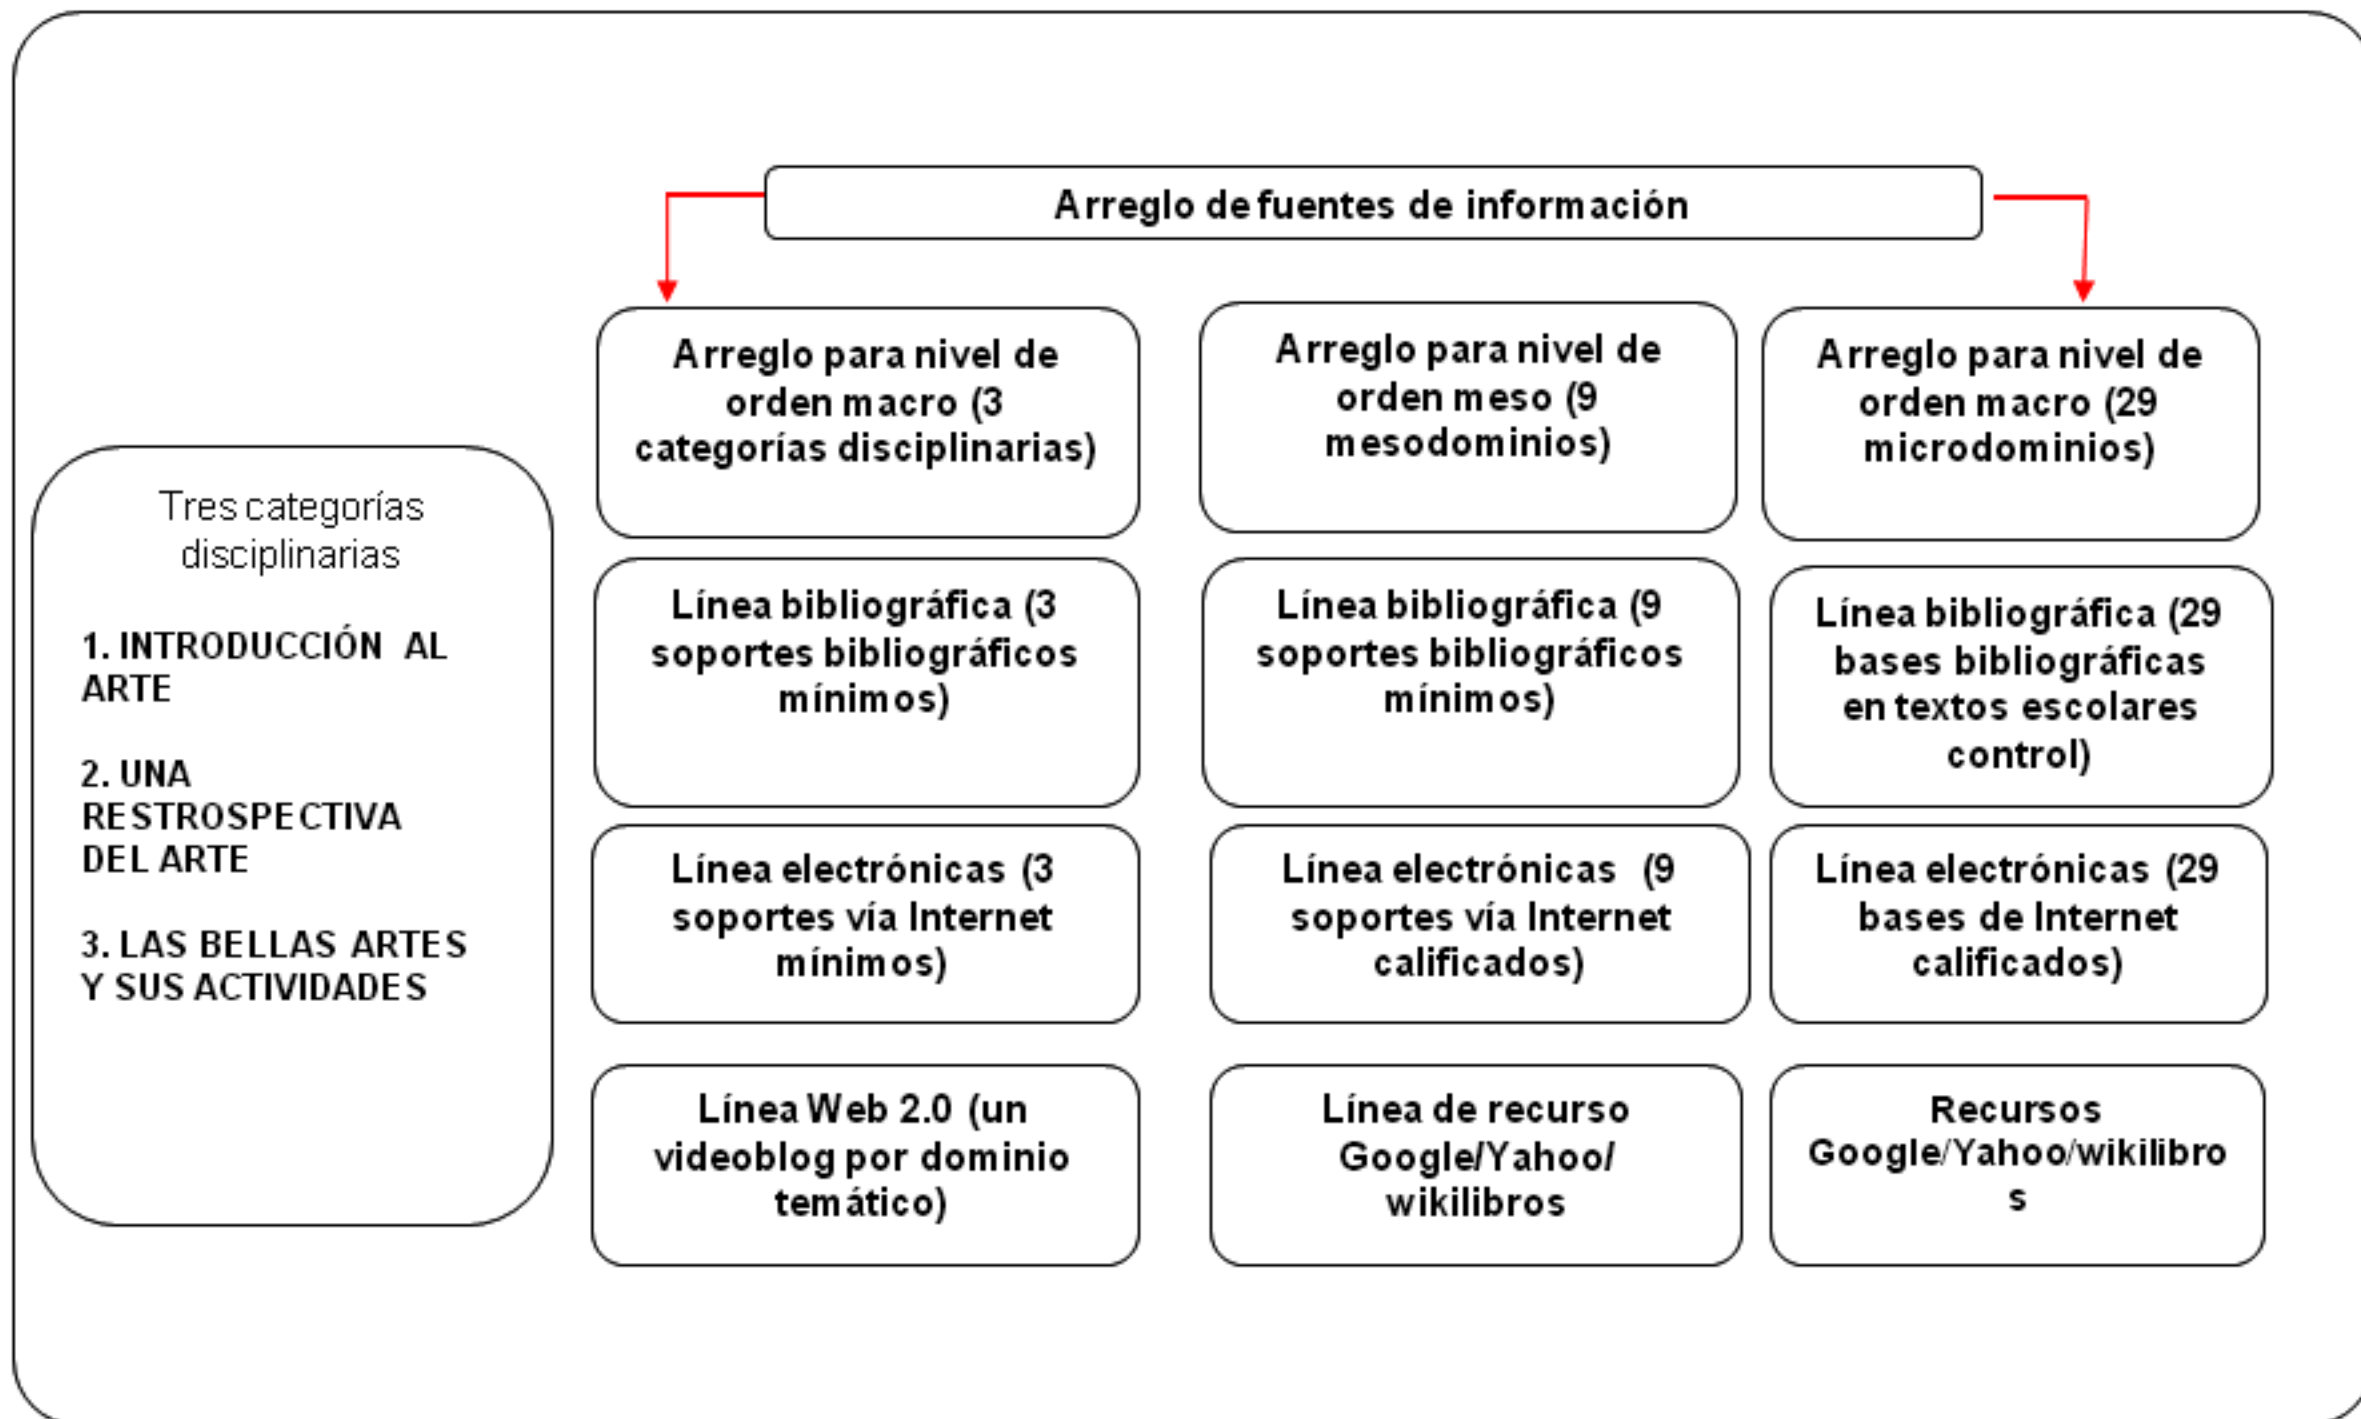 Arreglo de fuentes de información
Tres categorías
disciplinarias
1. INTRODUCCIÓN AL
ARTE
2. UNA
RESTROSPECTIVA
DEL ARTE
3. LAS BELLAS ARTES
Y SUS ACTIVIDADES
Arreglo para nivel de
orden macro (3
categorías disciplinarias)
Línea bibliográfica (3
soportes bibliográficos
mínimos)
Línea electrónicas (3
soportes vía Internet
mínimos)
Línea Web 2.0 (un
videoblog por dominio
temático)
Arreglo para nivel de
orden meso (9
mesodominios)
Línea bibliográfica (9
soportes bibliográficos
mínimos)
Línea electrónicas (9
soportes vía Internet
calificados)
Línea de recurso
Google/Yahoo/
wikilibros
Arreglo para nivel de
orden macro (29
microdominios)
Línea bibliográfica (29
bases bibliográficas
en textos escolares
control)
Línea electrónicas (29
bases de Internet
calificados)
Recursos
Google/Yahoo/wikilibro
s